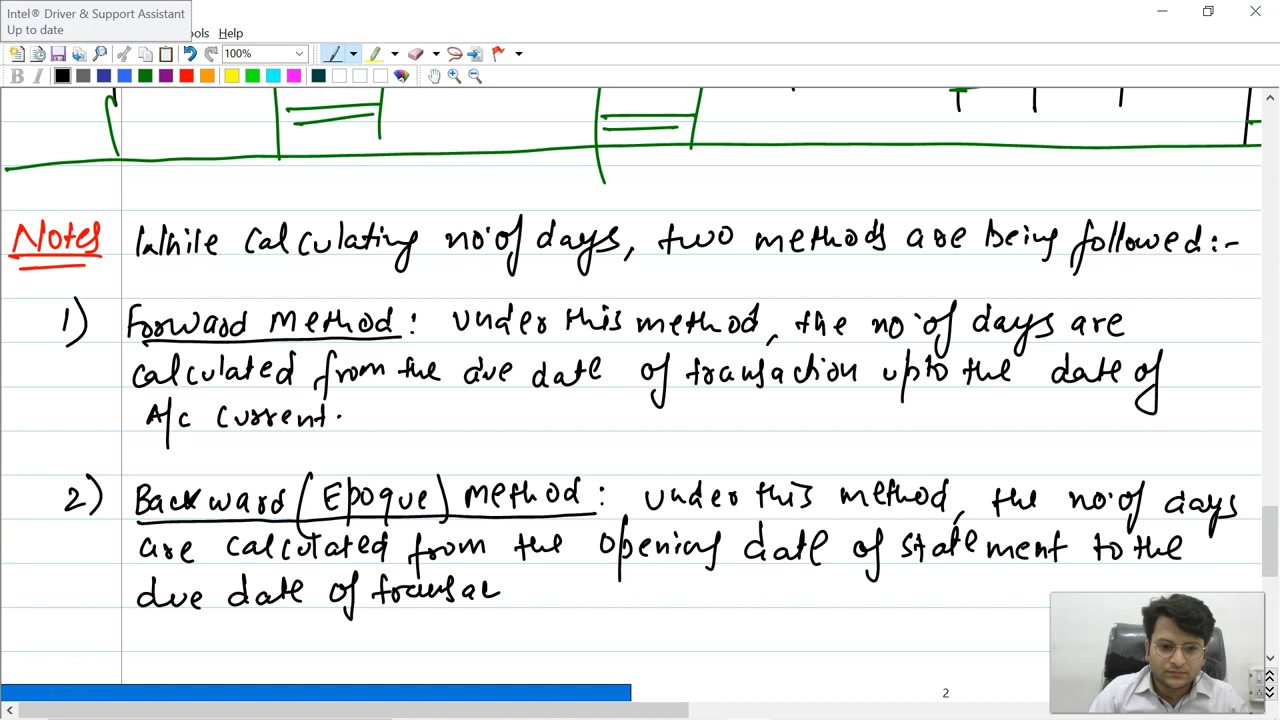 Intel® Driver & Support Assistant
Up to date
ools Help
100%
B I
Notes While calculating no. of days, two methods are being followed:-
1) Forward Method: Under this method, the no. of days are
calculated from the due date of transaction upto the date of
A/c Current.
2) Backward (Epoque) Method: Under this method, the no. of days
are calculated from the opening date of statement to the
due date of transac
2